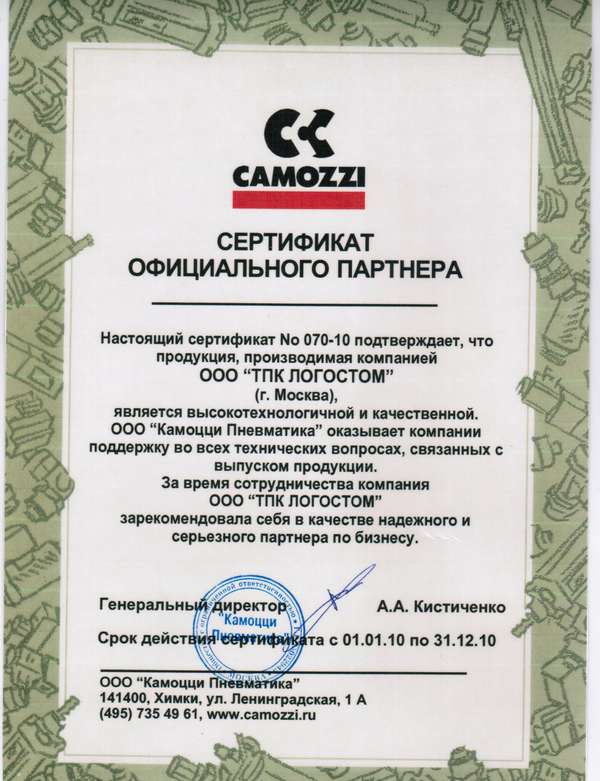 CAMOZZI
СЕРТИФИКАТ
ОФИЦИАЛЬНОГО ПАРТНЕРА
Настоящий сертификат No 070-10 подтверждает, что
продукция, производимая компанией
ООО “ТПК ЛОГОСТОМ”
(г. Москва),
является высокотехнологичной и качественной.
ООО “Камоцци Пневматика” оказывает компании
поддержку во всех технических вопросах, связанных с
выпуском продукции.
За время сотрудничества компания
ООО “ТПК ЛОГОСТОМ”
зарекомендовала себя в качестве надежного и
серьезного партнера по бизнесу.
Генеральный директор А.А. Кистиченко
"Камоцци
Пневматика"
Срок действия сертификата с 01.01.10 по 31.12.10
ООО “Камоцци Пневматика”
141400, Химки, ул. Ленинградская, 1 А
(495) 735 49 61, www.camozzi.ru